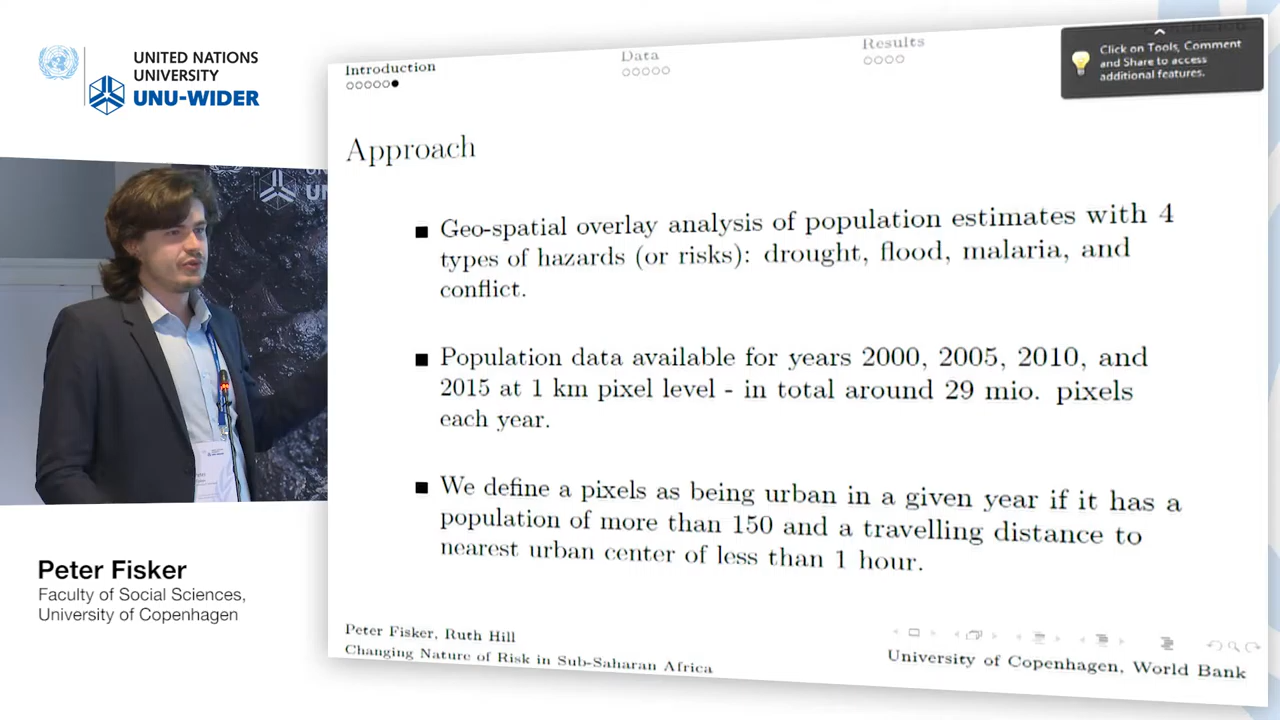 UNITED NATIONS
UNIVERSITY
UNU-WIDER
UN
Introduction
Data
Results
Click on Tools, Comment
and Share to access
additional features.
Approach
Geo-spatial overlay analysis of population estimates with 4
types of hazards (or risks): drought, flood, malaria, and
conflict.
Population data available for years 2000, 2005, 2010, and
2015 at 1 km pixel level - in total around 29 mio. pixels
each year.
We define a pixels as being urban in a given year if it has a
population of more than 150 and a travelling distance to
nearest urban center of less than 1 hour.
Peter Fisker
Faculty of Social Sciences,
University of Copenhagen
Peter Fisker, Ruth Hill
Changing Nature of Risk in Sub-Saharan Africa
University of Copenhagen, World Bank